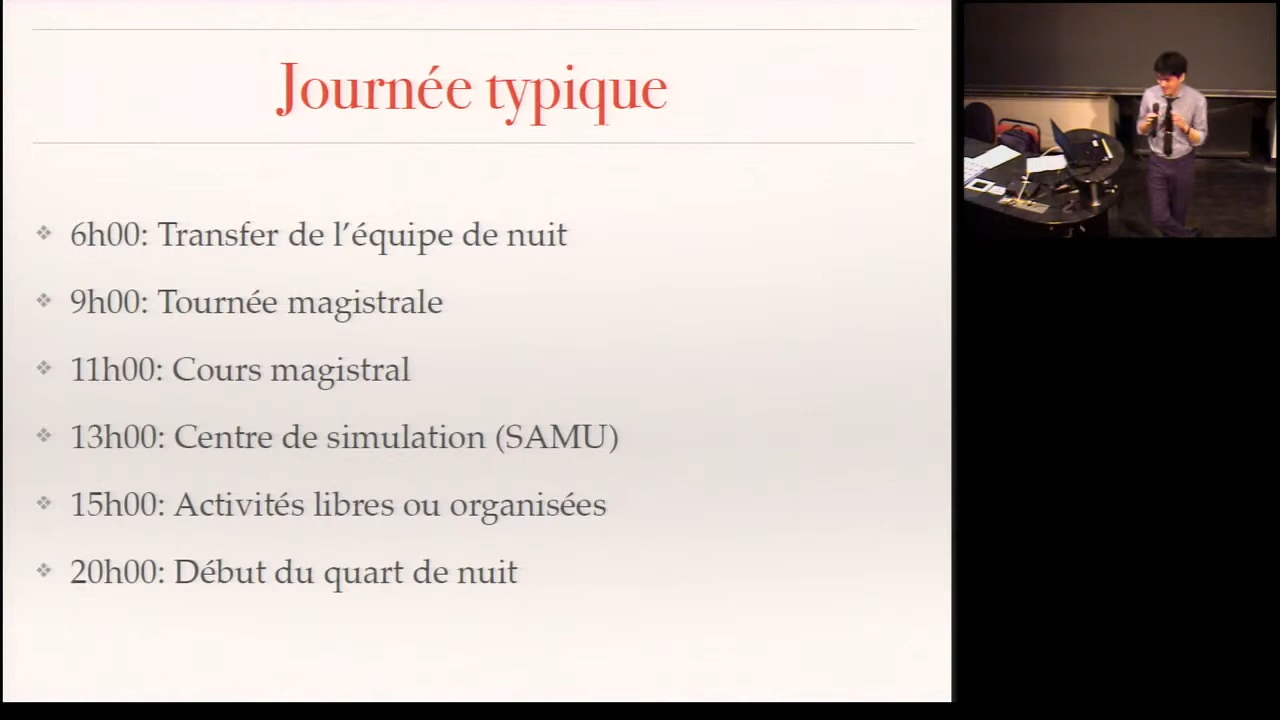 Journée typique
6h00: Transfer de l’équipe de nuit
9h00: Tournée magistrale
11h00: Cours magistral
13h00: Centre de simulation (SAMU)
15h00: Activités libres ou organisées
20h00: Début du quart de nuit